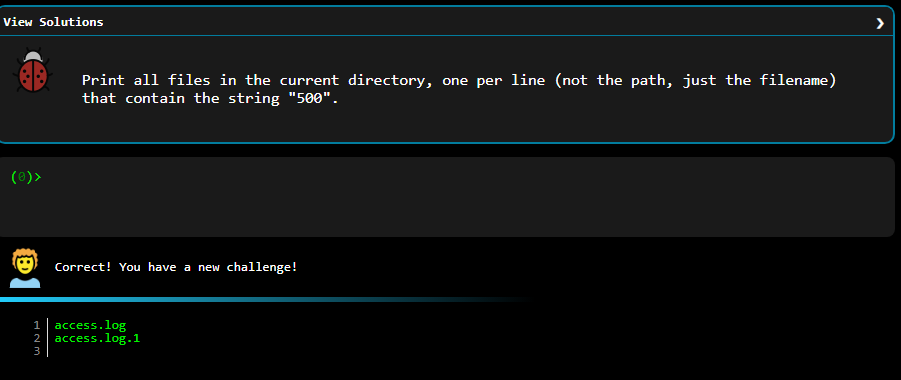 View Solutions
❯
Print all files in the current directory, one per line (not the path, just the filename)
that contain the string "500".
(0)>
Correct! You have a new challenge!
1 access.log
2 access.log.1
3